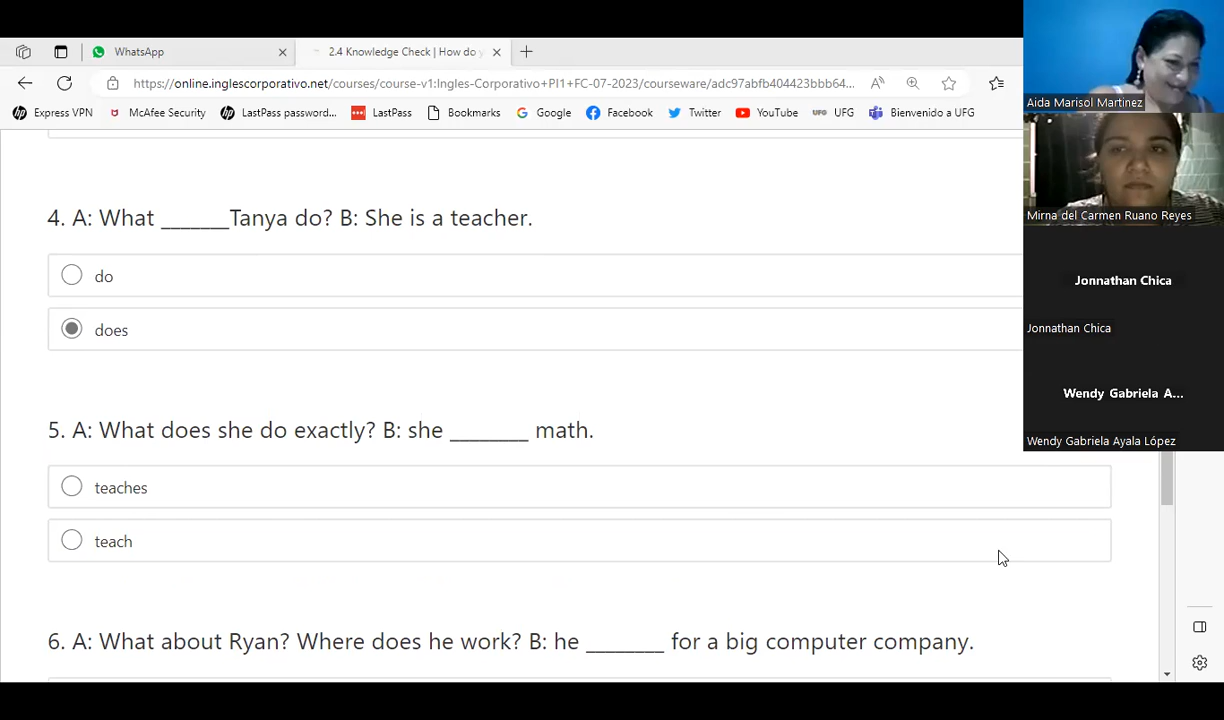 WhatsApp
2.4 Knowledge Check | How do y
https://online.inglescorporativo.net/courses/course-v1:Ingles-Corporativo+PI1+FC-07-2023/courseware/adc97abfb404423bbb64...
Express VPN
McAfee Security
LastPass password...
LastPass
Bookmarks
Google
Facebook
Twitter
YouTube
UFG
Bienvenido a UFG
4. A: What _______Tanya do? B: She is a teacher.
do
does
5. A: What does she do exactly? B: she ________ math.
teaches
teach
6. A: What about Ryan? Where does he work? B: he ________ for a big computer company.
Aida Marisol Martinez
Mirna del Carmen Ruano Reyes
Jonnathan Chica
Jonnathan Chica
Wendy Gabriela A...
Wendy Gabriela Ayala López